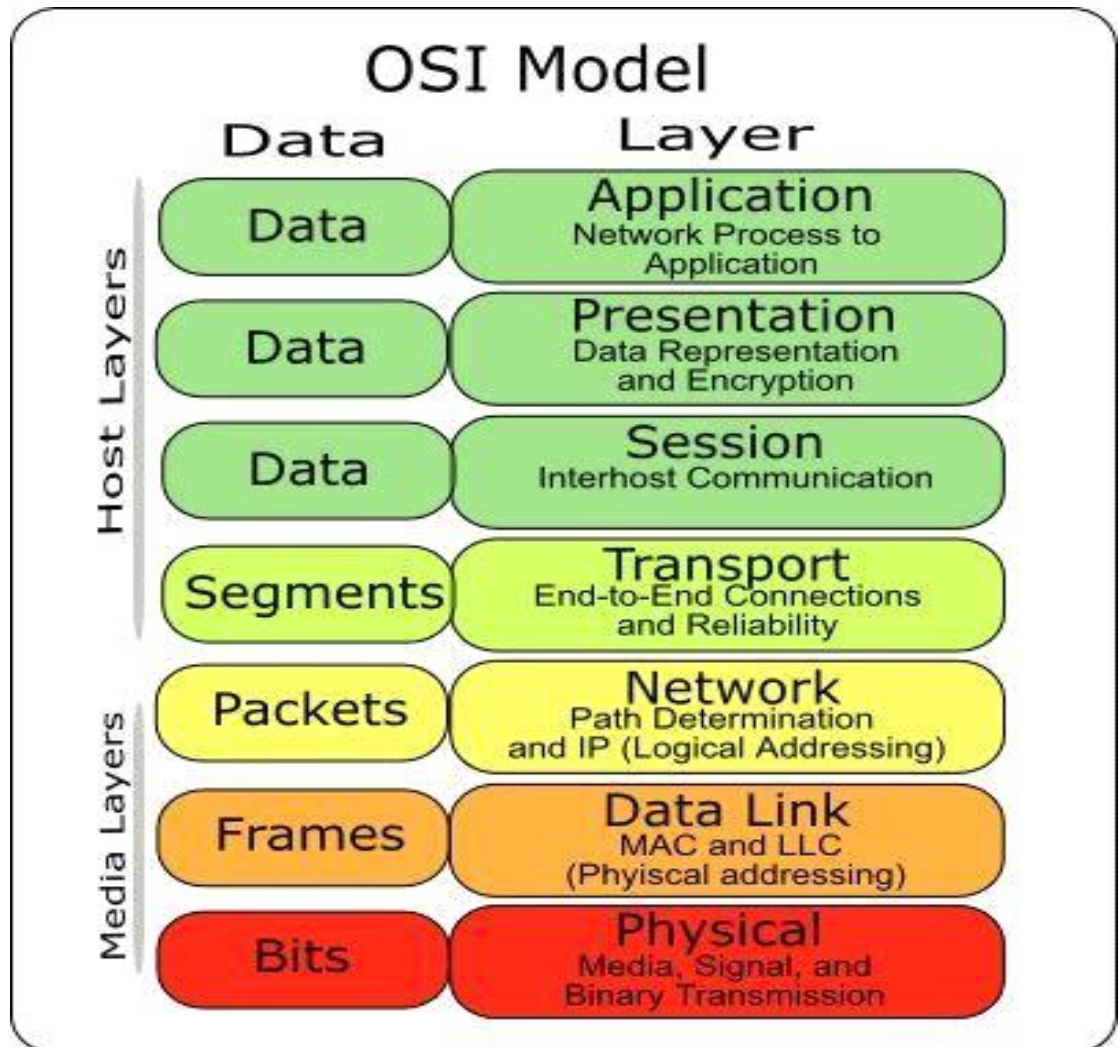 OSI Model
Data
Layer
Host Layers
Data
Application
Network Process to
Application
Data
Presentation
Data Representation
and Encryption
Data
Session
Interhost Communication
Segments
Transport
End-to-End Connections
and Reliability
Media Layers
Packets
Network
Path Determination
and IP (Logical Addressing)
Frames
Data Link
MAC and LLC
(Phyiscal addressing)
Bits
Physical
Media, Signal, and
Binary Transmission